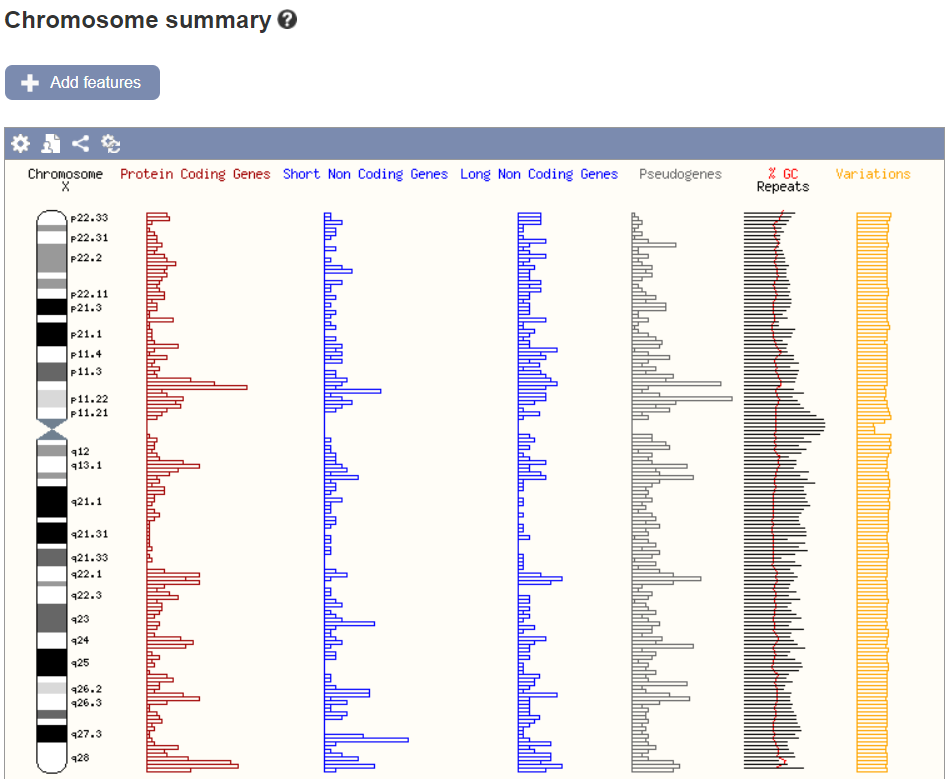 Chromosome summary ?
Add features
Chromosome X
Protein Coding Genes
Short Non Coding Genes
Long Non Coding Genes
Pseudogenes
% GC
Repeats
Variations
p22.33
p22.31
p22.2
p22.11
p21.3
p21.1
p11.4
p11.3
p11.22
p11.21
q12
q13.1
q21.1
q21.31
q21.33
q22.1
q22.3
q23
q24
q25
q26.2
q26.3
q27.3
q28